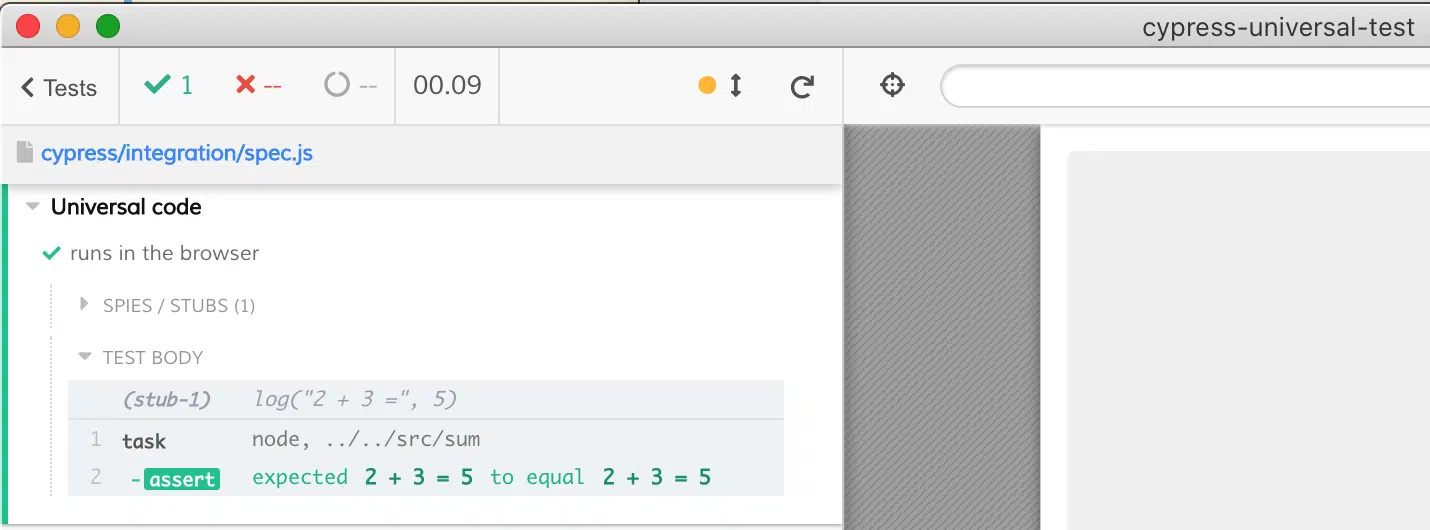 cypress-universal-test
Tests 1 -- -- 00.09
cypress/integration/spec.js
Universal code
runs in the browser
SPIES / STUBS (1)
TEST BODY
(stub-1) log("2 + 3 =", 5)
1 task node, ../../src/sum
2 -assert expected 2 + 3 = 5 to equal 2 + 3 = 5